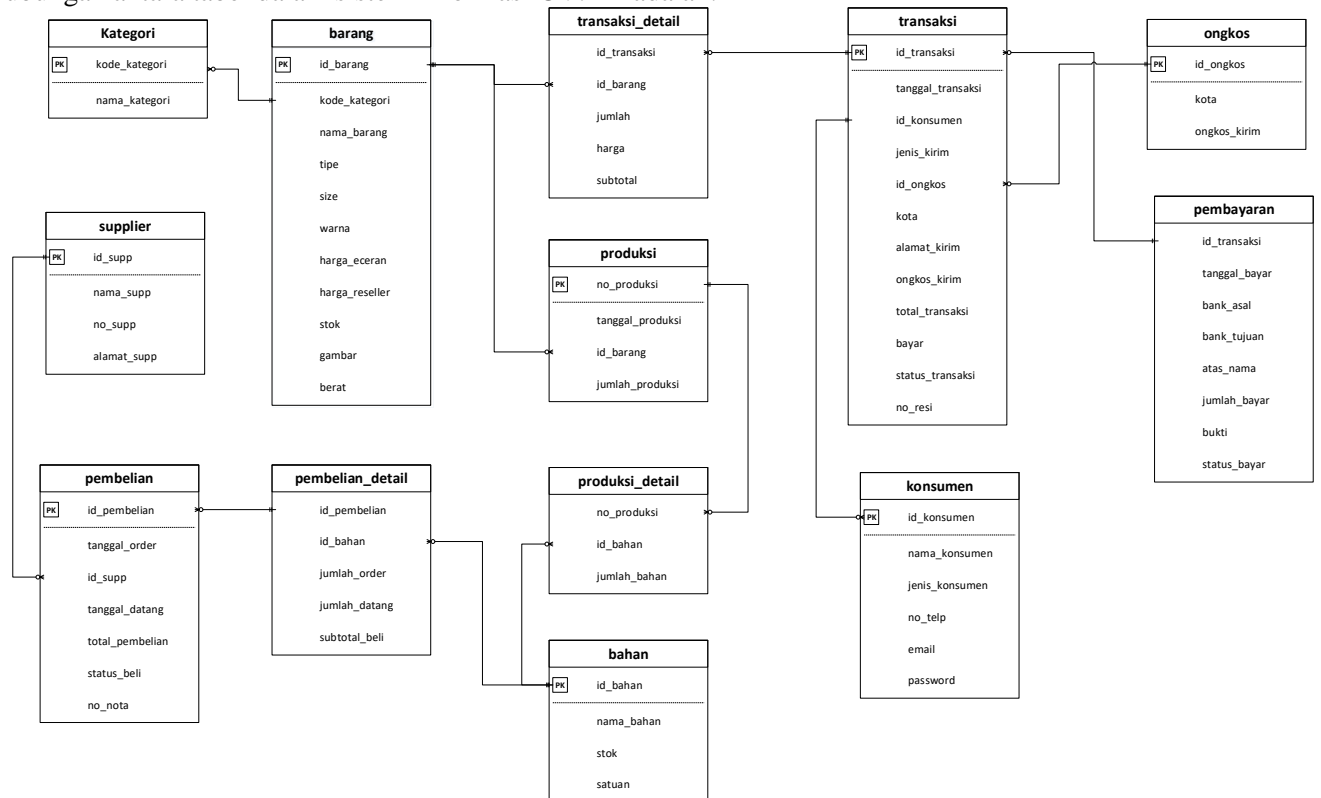 Kategori
PK
kode_kategori
nama_kategori
barang
PK
id_barang
kode_kategori
nama_barang
tipe
size
warna
harga_eceran
harga_reseller
stok
gambar
berat
transaksi_detail
id_transaksi
id_barang
jumlah
harga
subtotal
transaksi
PK
id_transaksi
tanggal_transaksi
id_konsumen
jenis_kirim
id_ongkos
kota
alamat_kirim
ongkos_kirim
total_transaksi
bayar
status_transaksi
no_resi
ongkos
PK
id_ongkos
kota
ongkos_kirim
supplier
PK
id_supp
nama_supp
no_supp
alamat_supp
produksi
PK
no_produksi
tanggal_produksi
id_barang
jumlah_produksi
pembayaran
id_transaksi
tanggal_bayar
bank_asal
bank_tujuan
atas_nama
jumlah_bayar
bukti
status_bayar
pembelian
PK
id_pembelian
tanggal_order
id_supp
tanggal_datang
total_pembelian
status_beli
no_nota
pembelian_detail
id_pembelian
id_bahan
jumlah_order
jumlah_datang
subtotal_beli
produksi_detail
no_produksi
id_bahan
jumlah_bahan
konsumen
PK
id_konsumen
nama_konsumen
jenis_konsumen
no_telp
email
password
bahan
PK
id_bahan
nama_bahan
stok
satuan